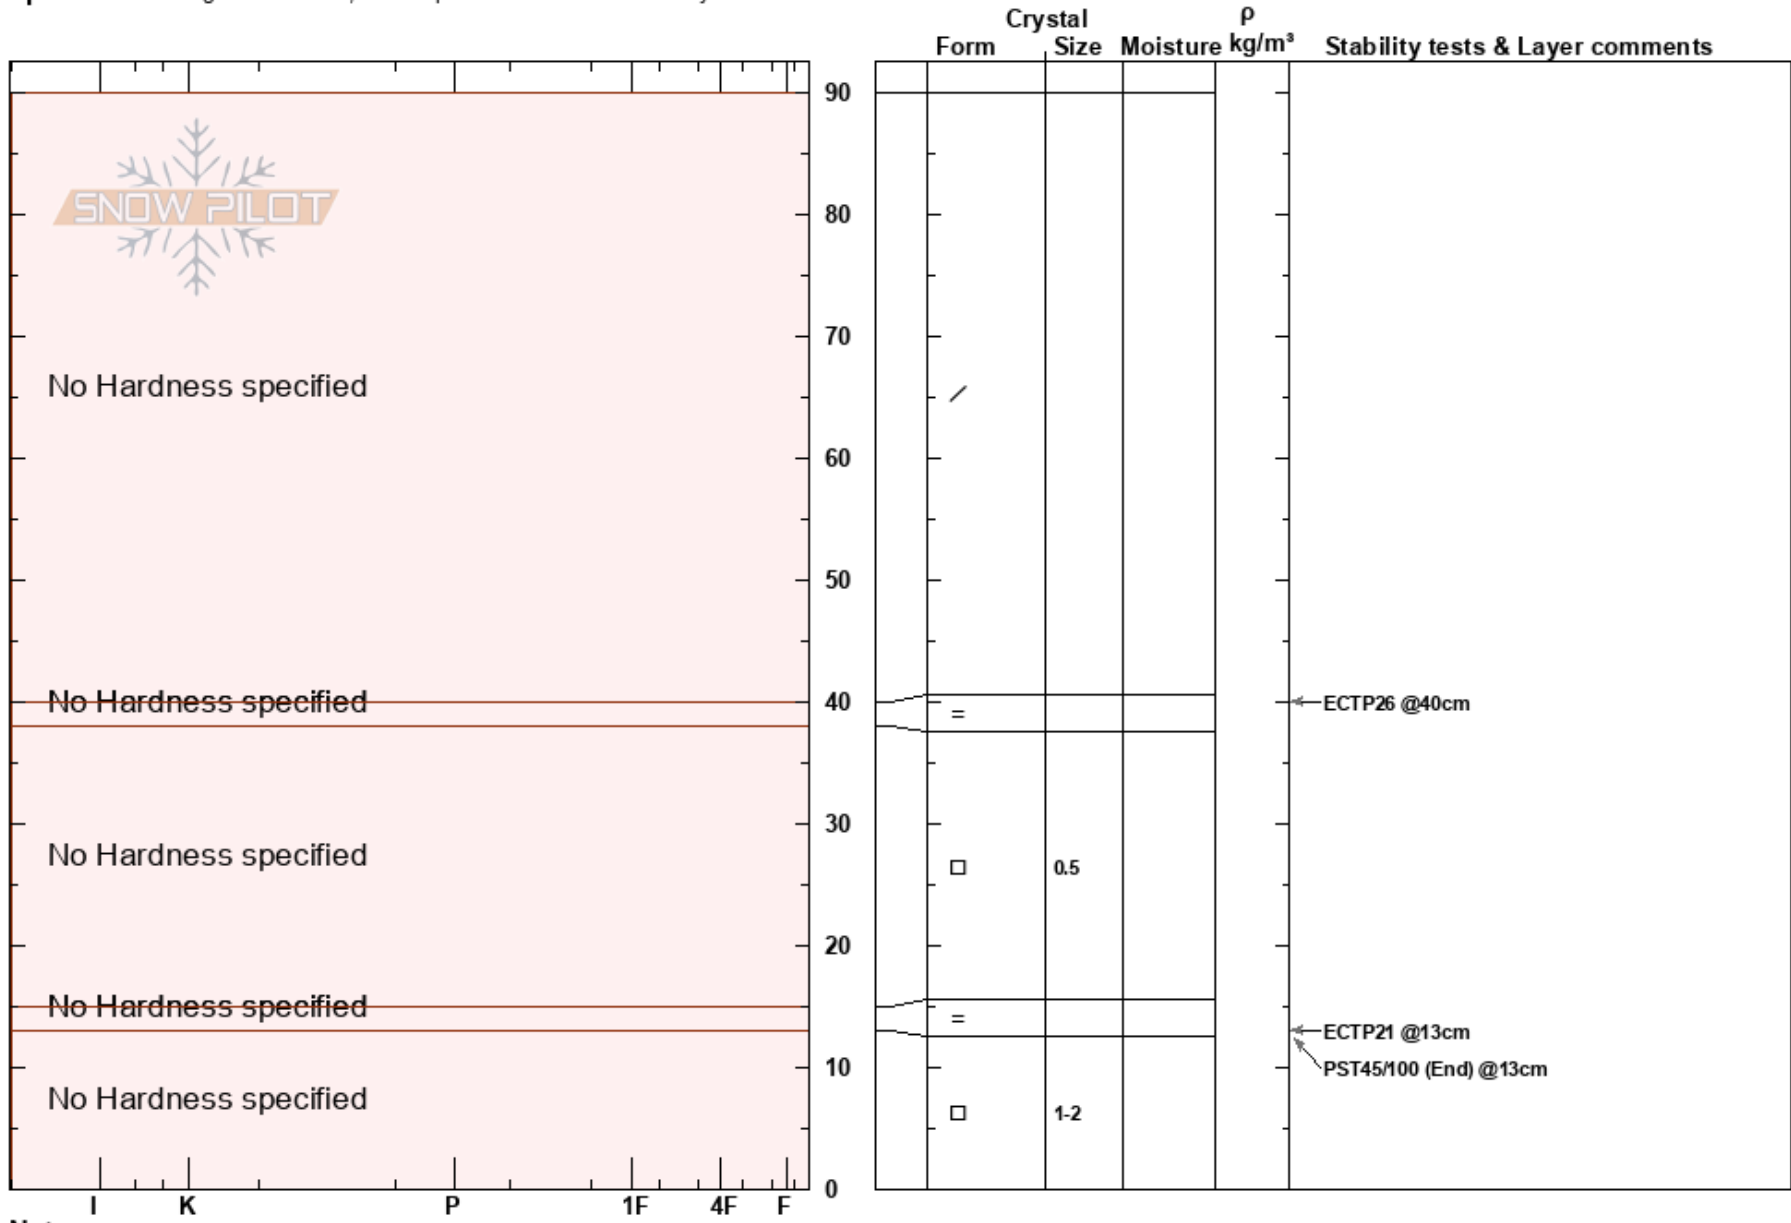 Crystal
ρ
Form Size Moisture kg/m³ Stability tests & Layer comments
90
SNOW PILOT
80
70
No Hardness specified
60
50
No Hardness specified 40 = ECTP26 @40cm
30
No Hardness specified 0.5
20
No Hardness specified = ECTP21 @13cm
10 PST45/100 (End) @13cm
No Hardness specified 1-2
0
I K P 1F 4F F